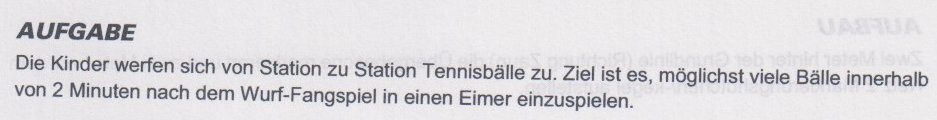 AUFGABE
Die Kinder werfen sich von Station zu Station Tennisbälle zu. Ziel ist es, möglichst viele Bälle innerhalb
von 2 Minuten nach dem Wurf-Fangspiel in einen Eimer einzuspielen.